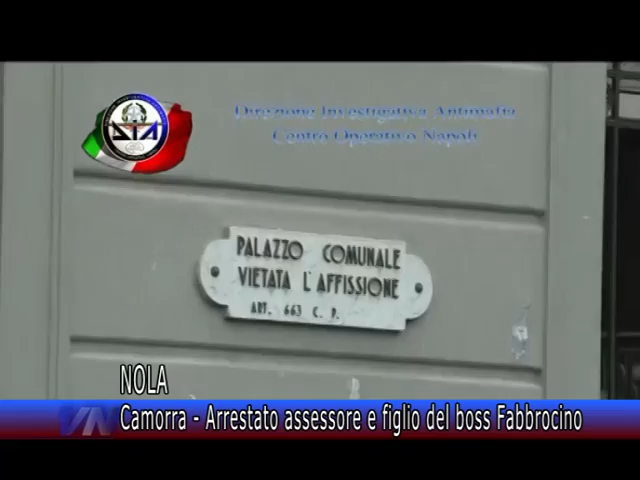 Direzione Investigativa Antimafia
Centro Operativo Napoli
DIA
PALAZZO COMUNALE
VIETATA L'AFFISSIONE
ART. 663 C. P.
NOLA
Camorra - Arrestato assessore e figlio del boss Fabbrocino